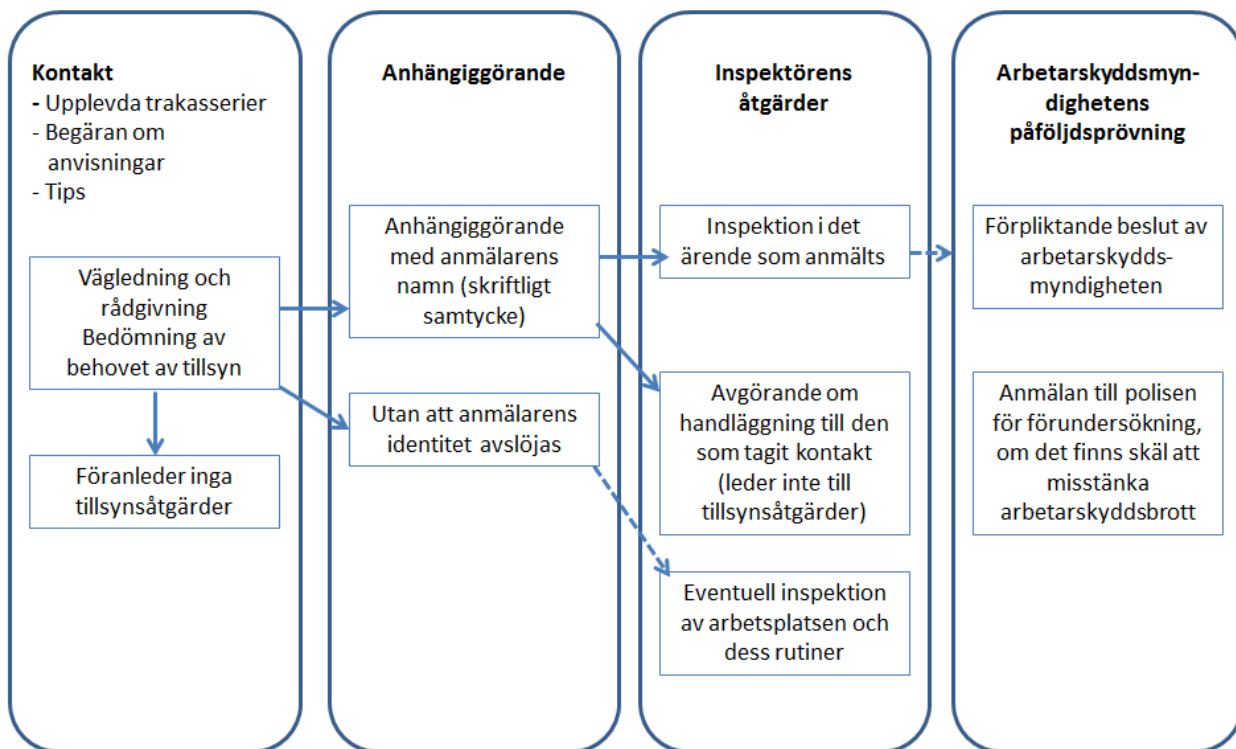 Kontakt
- Upplevda trakasserier
- Begäran om
anvisningar
- Tips
Vägledning och
rådgivning
Bedömning av
behovet av tillsyn
Föranleder inga
tillsynsåtgärder
Anhängiggörande
Anhängiggörande
med anmälarens
namn (skriftligt
samtycke)
Utan att anmälarens
identitet avslöjas
Inspektörens
åtgärder
Inspektion i det
ärende som anmälts
Avgörande om
handläggning till den
som tagit kontakt
(leder inte till
tillsynsåtgärder)
Eventuell inspektion
av arbetsplatsen och
dess rutiner
Arbetarskyddsmyn-
dighetens
påföljdsprövning
Förpliktande beslut av
arbetarskydds-
myndigheten
Anmälan till polisen
för förundersökning,
om det finns skäl att
misstänka
arbetarskyddsbrott